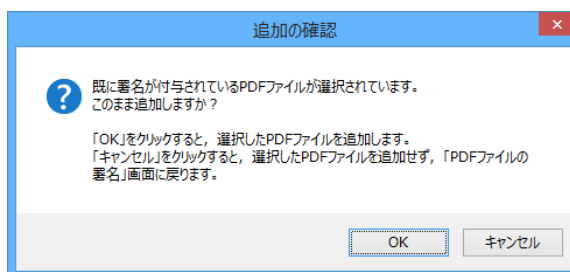 追加の確認
既に署名が付与されているPDFファイルが選択されています。
このまま追加しますか？
「OK」をクリックすると，選択したPDFファイルを追加します。
「キャンセル」をクリックすると，選択したPDFファイルを追加せず，「PDFファイルの
署名」画面に戻ります。
OK
キャンセル